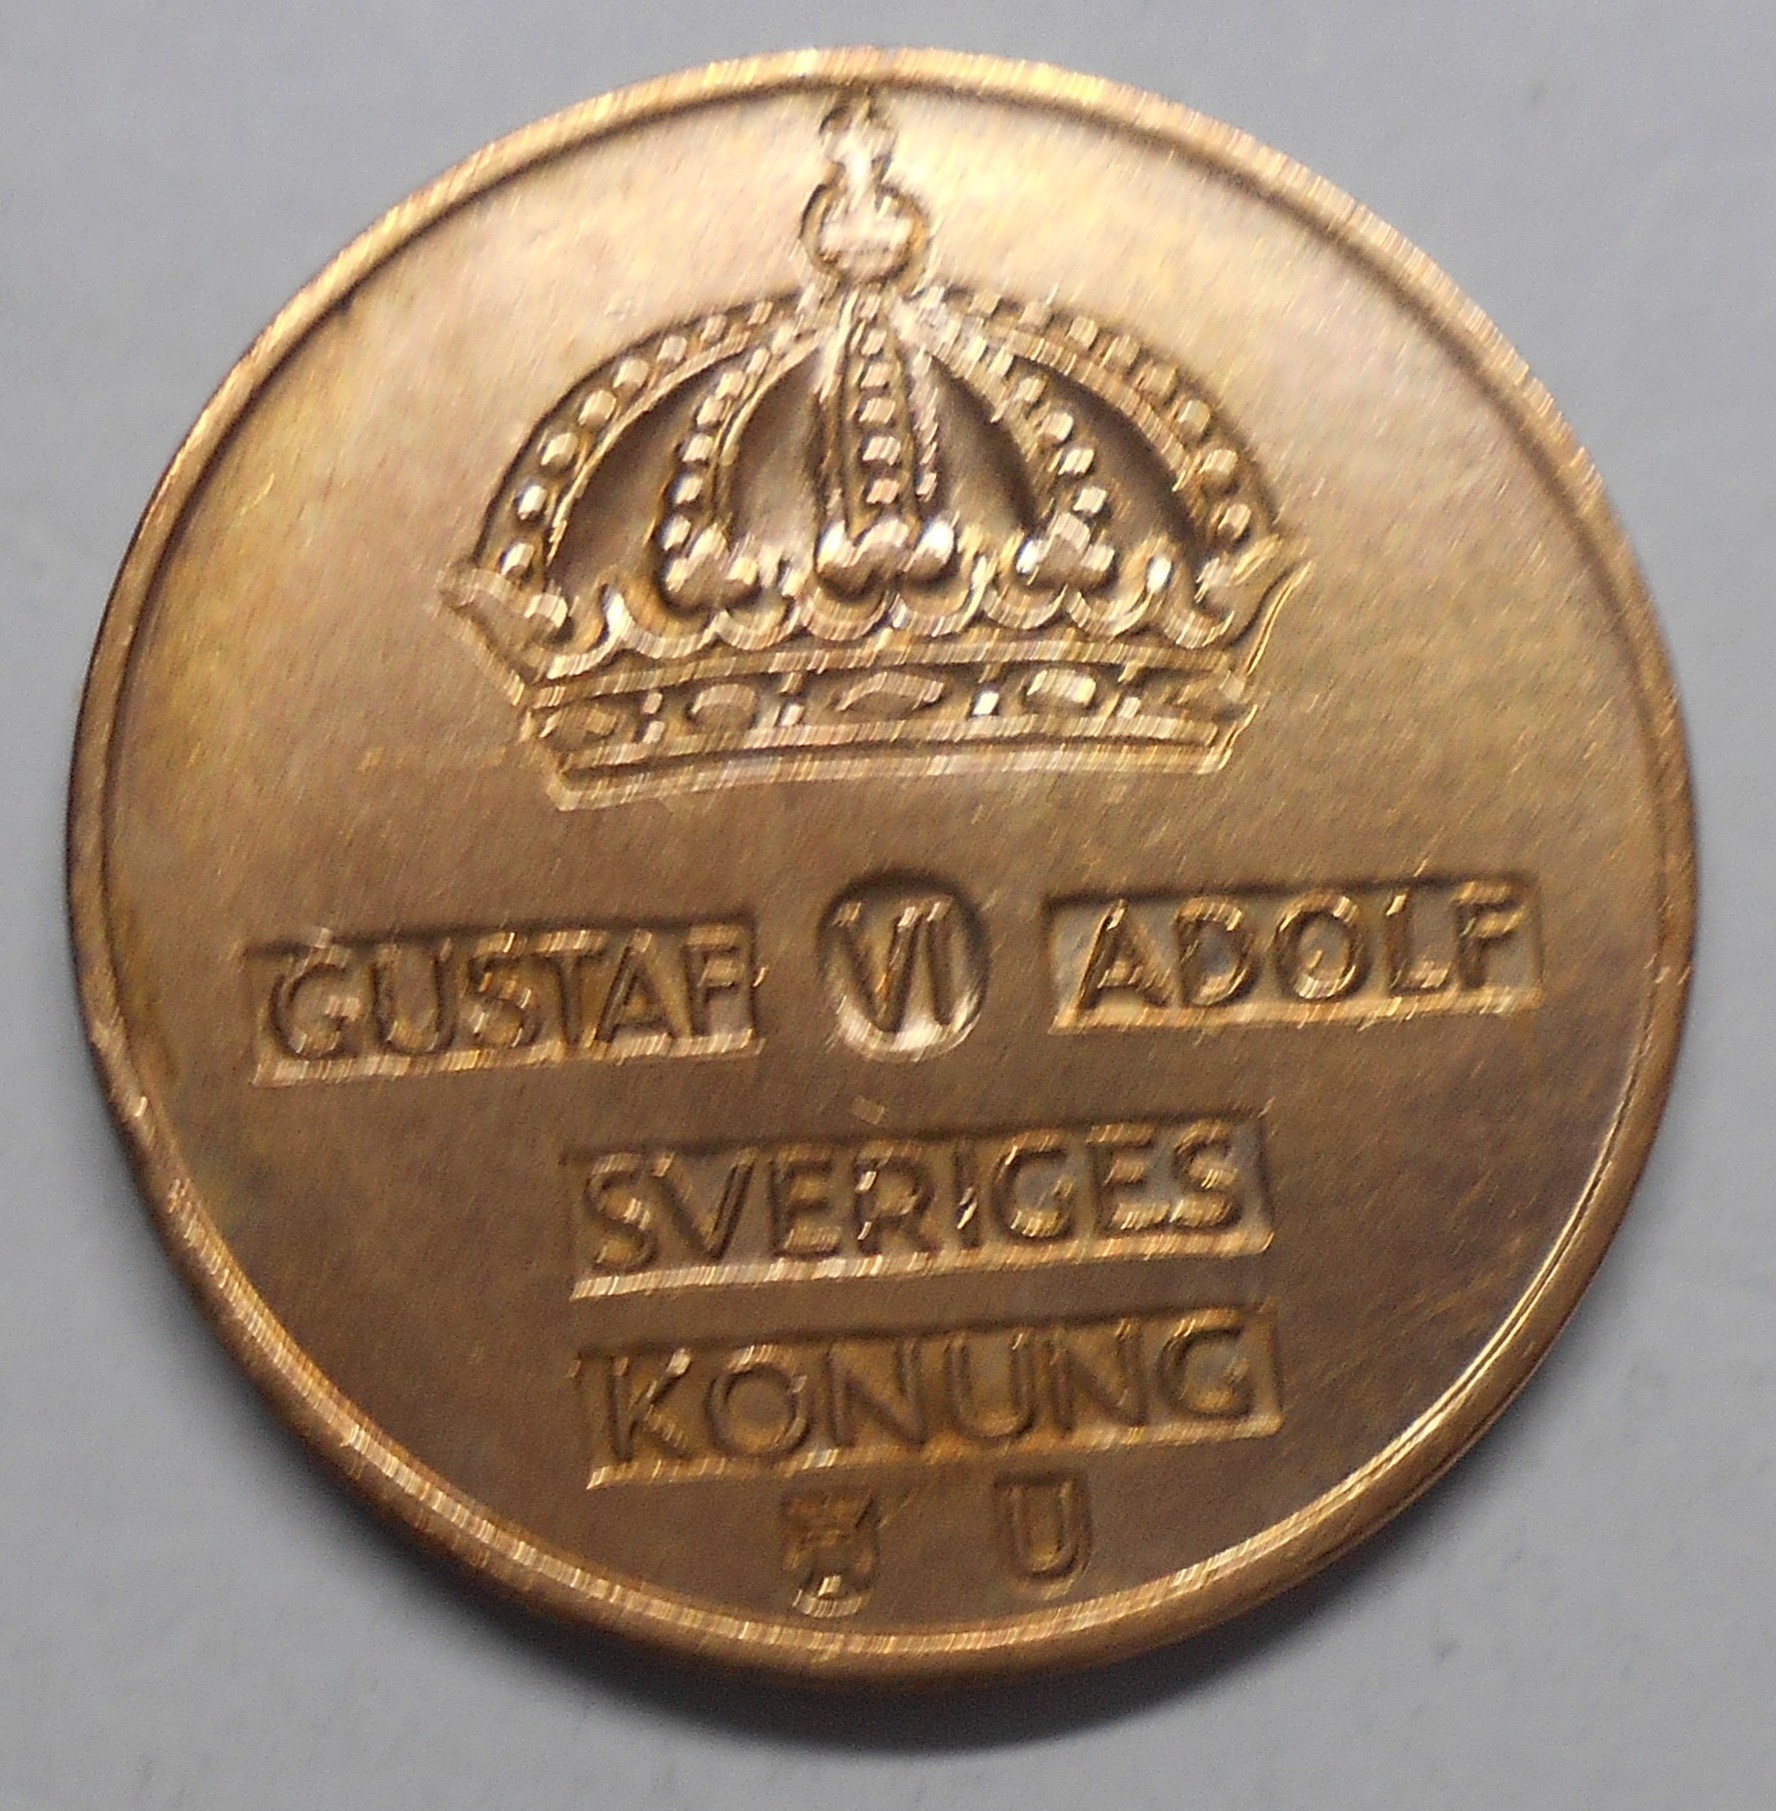 GUSTAF VI ADOLF
SVERIGES
KONUNG
U